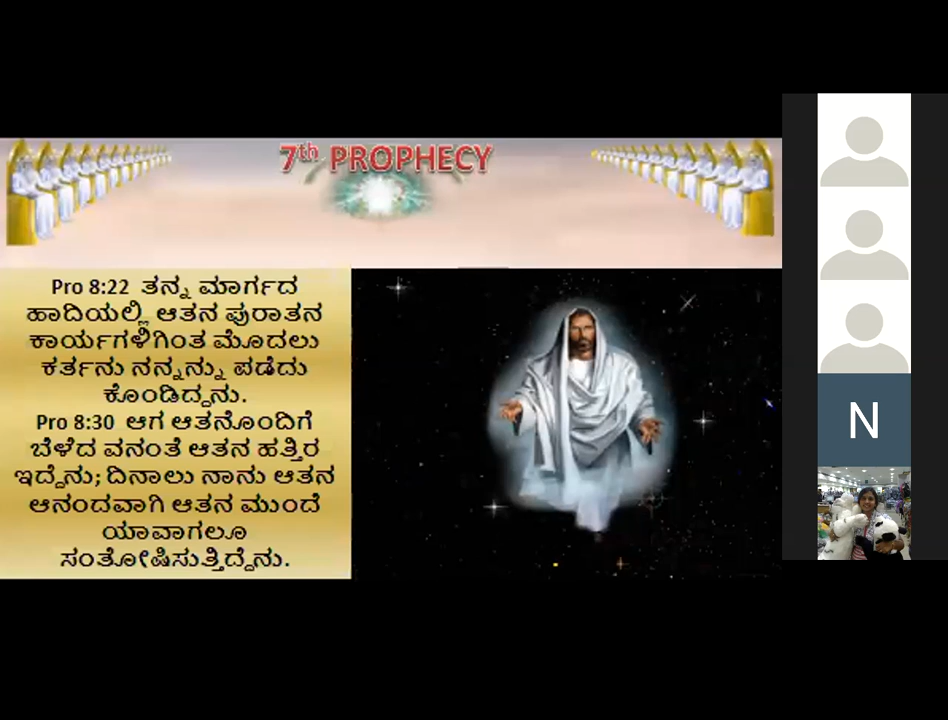 7th PROPHECY
Pro 8:22 ತನ್ನ ಮಾರ್ಗದ
ಹಾದಿಯಲ್ಲಿ ಆತನ ಪುರಾತನ
ಕಾರ್ಯಗಳಿಗಿಂತ ಮೊದಲು
ಕರ್ತನು ನನ್ನನ್ನು ಪಡೆದು
ಕೊಂಡಿದ್ದನು.
Pro 8:30 ಆಗ ಆತನೊಂದಿಗೆ
ಬೆಳೆದ ವನಂತೆ ಆತನ ಹತ್ತಿರ
ಇದ್ದೆನು; ದಿನಾಲು ನಾನು ಆತನ
ಆನಂದವಾಗಿ ಆತನ ಮುಂದೆ
ಯಾವಾಗಲೂ
ಸಂತೋಷಿಸುತ್ತಿದ್ದೆನು.
N